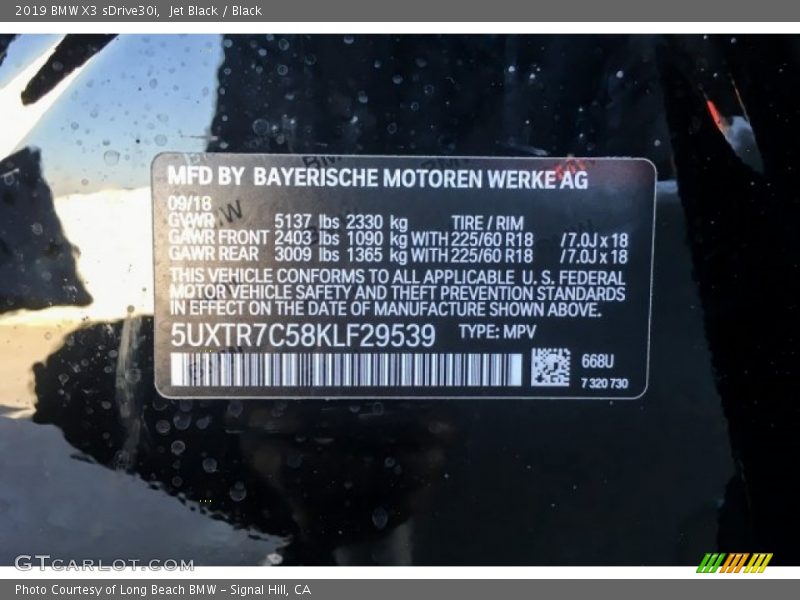 2019 BMW X3 sDrive30i, Jet Black / Black
MFD BY BAYERISCHE MOTOREN WERKE AG
09/18
GVWR 5137 lbs 2330 kg TIRE / RIM
GAWR FRONT 2403 lbs 1090 kg WITH 225/60 R18 /7.0J x 18
GAWR REAR 3009 lbs 1365 kg WITH 225/60 R18 /7.0J x 18
THIS VEHICLE CONFORMS TO ALL APPLICABLE U.S. FEDERAL
MOTOR VEHICLE SAFETY AND THEFT PREVENTION STANDARDS
IN EFFECT ON THE DATE OF MANUFACTURE SHOWN ABOVE.
5UXTR7C58KLF29539 TYPE: MPV
668U
7 320 730
GTcarlot.com
Photo Courtesy of Long Beach BMW - Signal Hill, CA